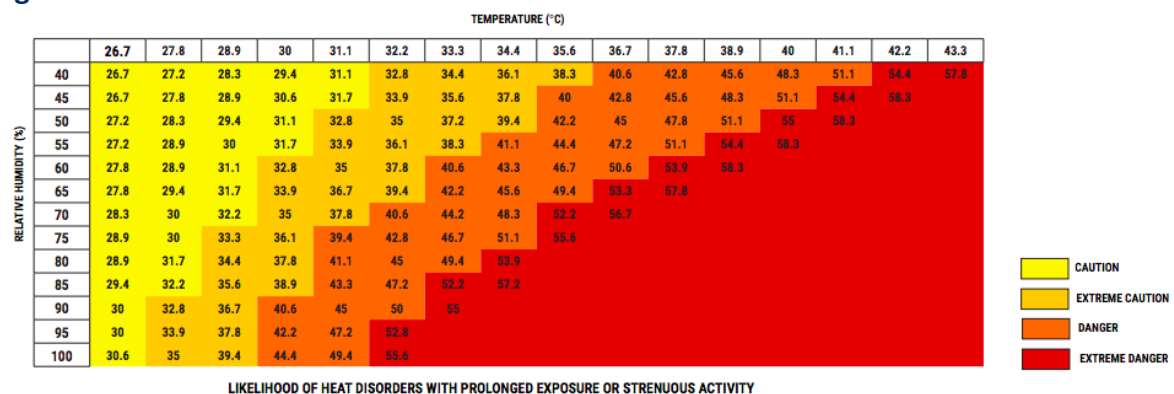 TEMPERATURE (°C)
26.7 27.8 28.9 30 31.1 32.2 33.3 34.4 35.6 36.7 37.8 38.9 40 41.1 42.2 43.3
RELATIVE HUMIDITY (%)
40 26.7 27.2 28.3 29.4 31.1 32.8 34.4 36.1 38.3 40.6 42.8 45.6 48.3 51.1 54.4 57.8
45 26.7 27.8 28.9 30.6 31.7 33.9 35.6 37.8 40 42.8 45.6 48.3 51.1 54.4 58.3
50 27.2 28.3 29.4 31.1 32.8 35 37.2 39.4 42.2 45 47.8 51.1 55 58.3
55 27.2 28.9 30 31.7 33.9 36.1 38.3 41.1 44.4 47.2 51.1 54.4 58.3
60 27.8 28.9 31.1 32.8 35 37.8 40.6 43.3 46.7 50.6 53.9 58.3
65 27.8 29.4 31.7 33.9 36.7 39.4 42.2 45.6 49.4 53.3 57.8
70 28.3 30 32.2 35 37.8 40.6 44.2 48.3 52.2 56.7
75 28.9 30 33.3 36.1 39.4 42.8 46.7 51.1 55.6
80 28.9 31.7 34.4 37.8 41.1 45 49.4 53.9
85 29.4 32.2 35.6 38.9 43.3 47.2 52.2 57.2
90 30 32.8 36.7 40.6 45 50 55
95 30 33.9 37.8 42.2 47.2 52.8
100 30.6 35 39.4 44.4 49.4 55.6
CAUTION
EXTREME CAUTION
DANGER
EXTREME DANGER
LIKELIHOOD OF HEAT DISORDERS WITH PROLONGED EXPOSURE OR STRENUOUS ACTIVITY